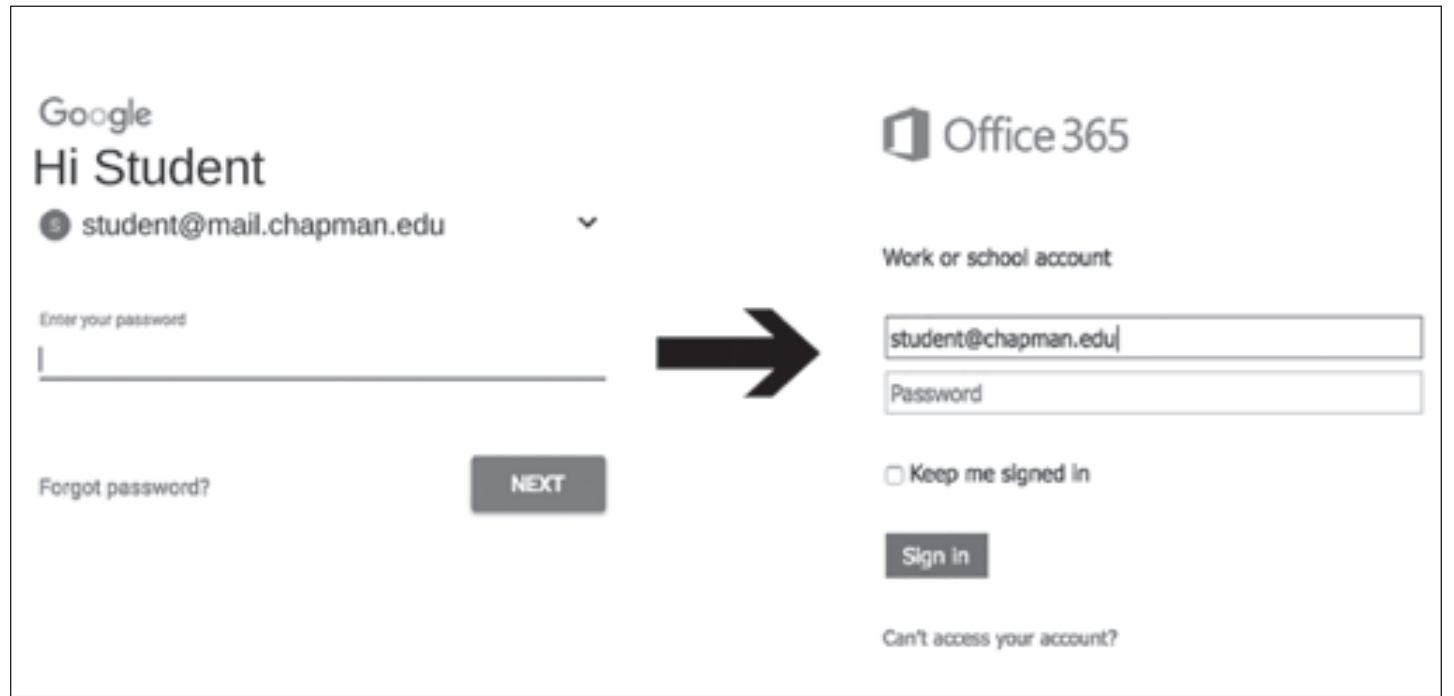 Google
Hi Student
S student@mail.chapman.edu
Enter your password
Forgot password?
NEXT
Office 365
Work or school account
student@chapman.edu
Password
Keep me signed in
Sign in
Can't access your account?